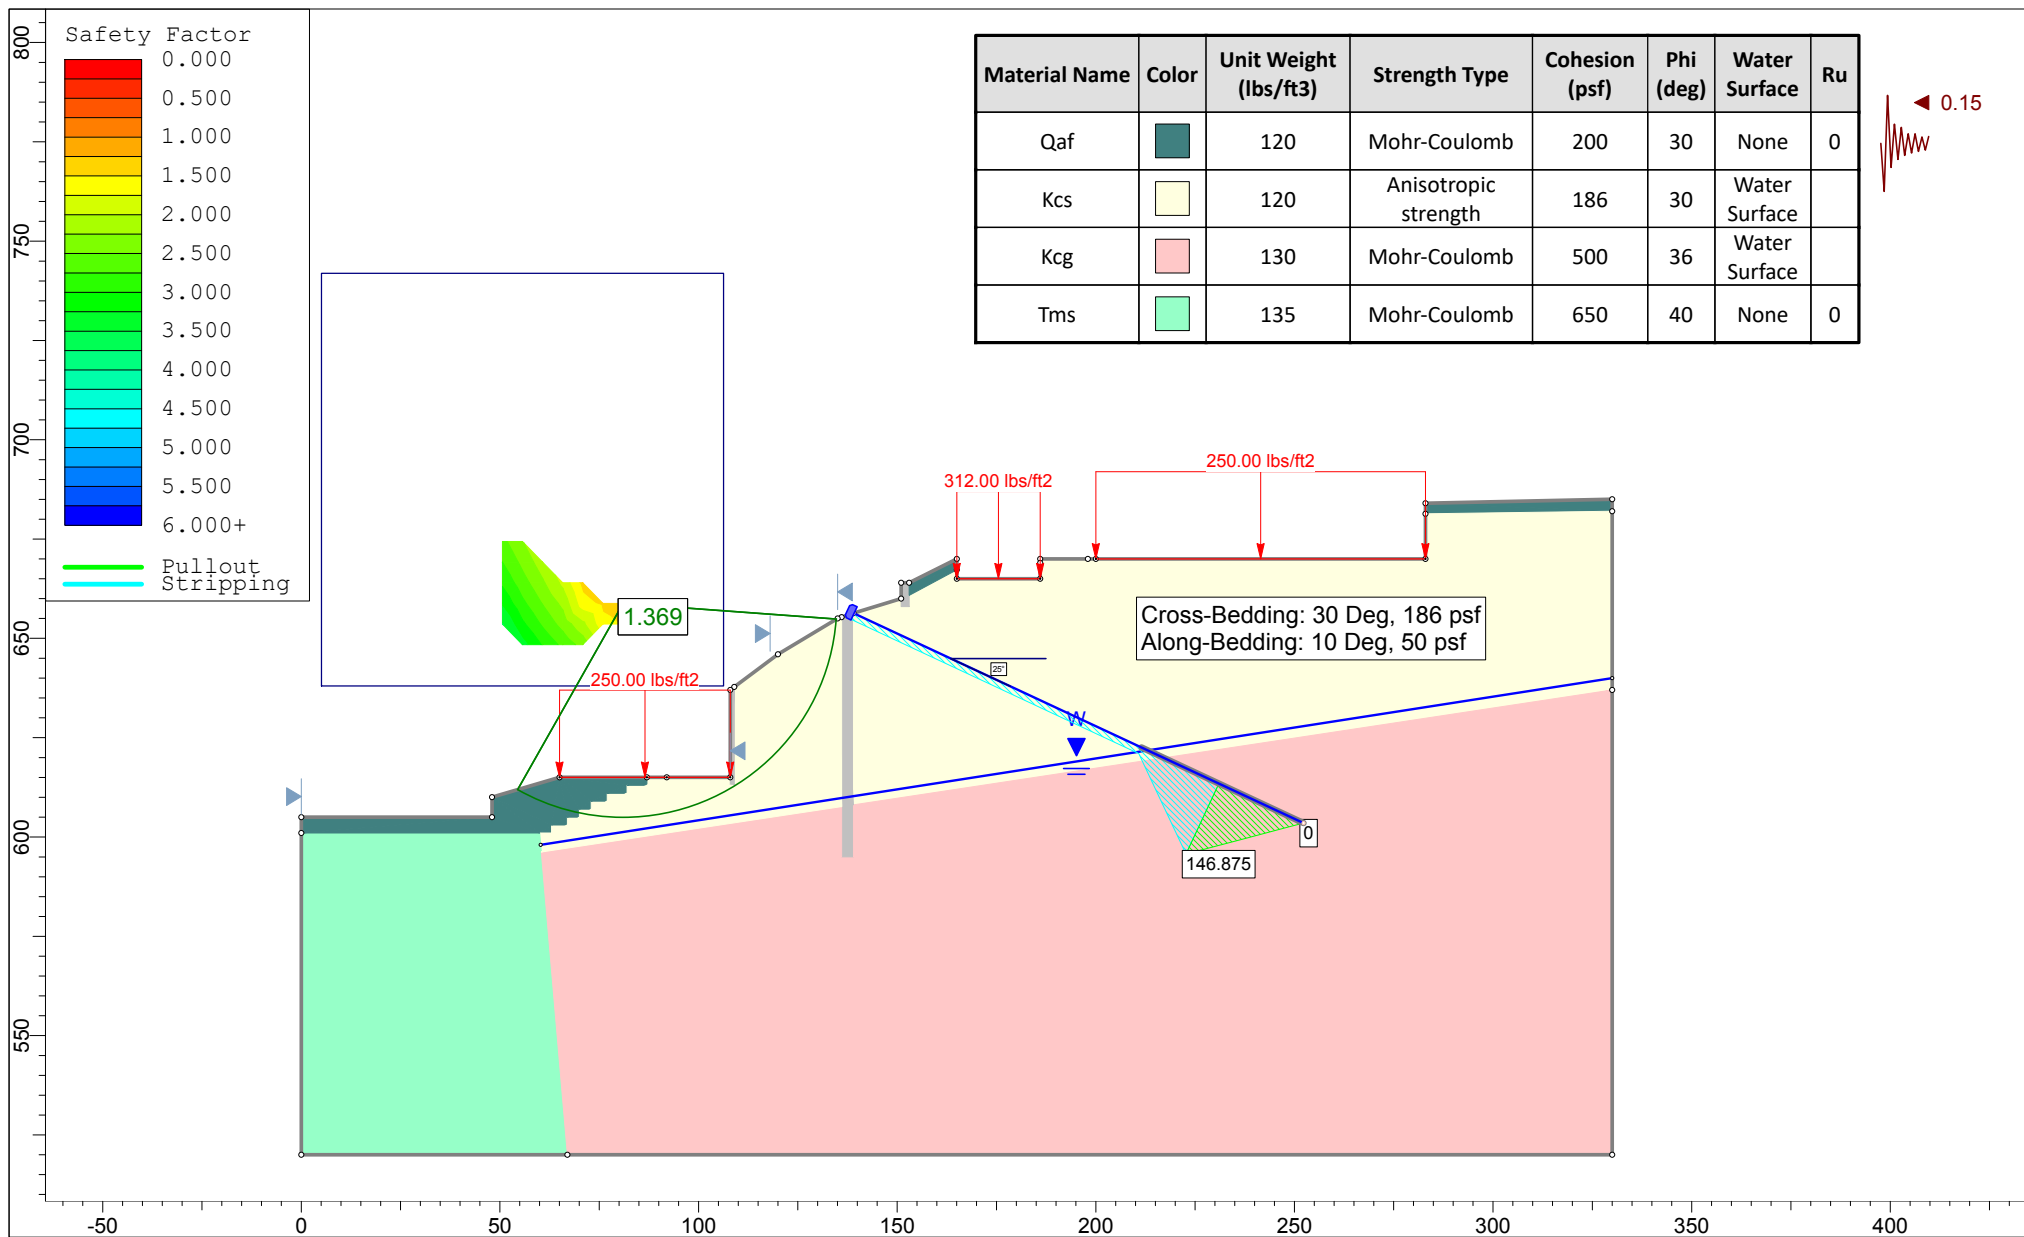 Safety Factor
0.000
0.500
1.000
1.500
2.000
2.500
3.000
3.500
4.000
4.500
5.000
5.500
6.000+
Pullout
Stripping
Material Name Color Unit Weight (lbs/ft3) Strength Type Cohesion (psf) Phi (deg) Water Surface Ru
Qaf 120 Mohr-Coulomb 200 30 None 0
Kcs 120 Anisotropic strength 186 30 Water Surface
Kcg 130 Mohr-Coulomb 500 36 Water Surface
Tms 135 Mohr-Coulomb 650 40 None 0
0.15
250.00 lbs/ft2
312.00 lbs/ft2
1.369
Cross-Bedding: 30 Deg, 186 psf
Along-Bedding: 10 Deg, 50 psf
25°
250.00 lbs/ft2
W
0
146.875
800
750
700
650
600
550
-50 0 50 100 150 200 250 300 350 400